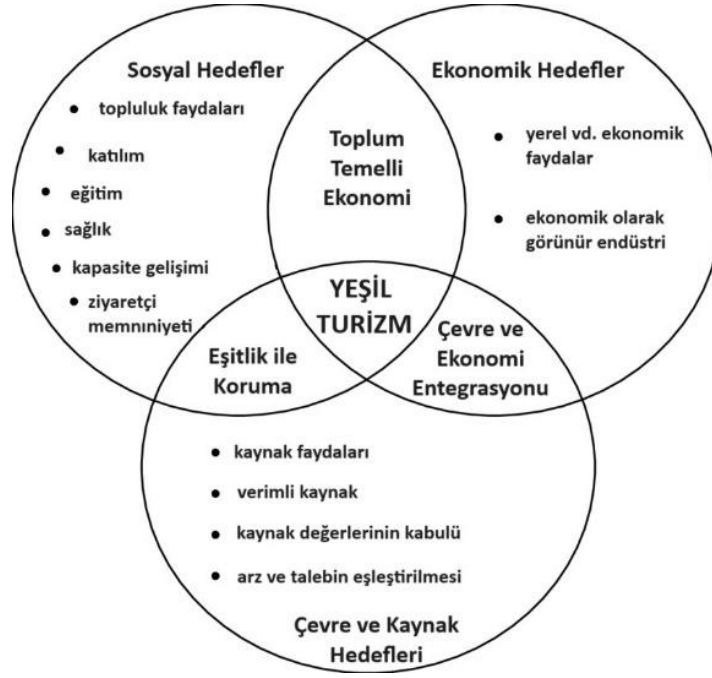 Sosyal Hedefler
• topluluk faydaları
• katılım
• eğitim
• sağlık
• kapasite gelişimi
• ziyaretçi
memnıniyeti
Toplum
Temelli
Ekonomi
Ekonomik Hedefler
• yerel vd. ekonomik
faydalar
• ekonomik olarak
görünür endüstri
YEŞİL
TURİZM
Eşitlik ile
Koruma
Çevre ve
Ekonomi
Entegrasyonu
• kaynak faydaları
• verimli kaynak
• kaynak değerlerinin kabulü
• arz ve talebin eşleştirilmesi
Çevre ve Kaynak
Hedefleri